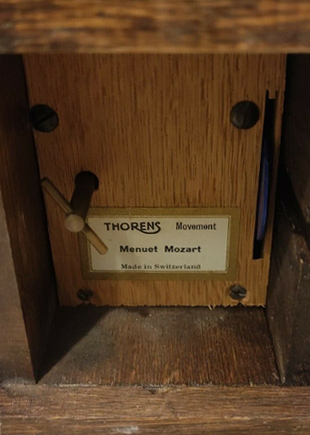 THORENS Movement
Menuet Mozart
Made in Switzerland